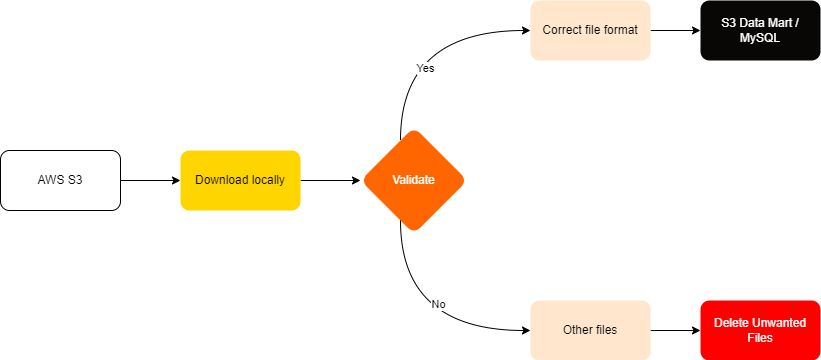 Correct file format
S3 Data Mart /
MySQL
Yes
AWS S3
Download locally
Validate
No
Other files
Delete Unwanted
Files